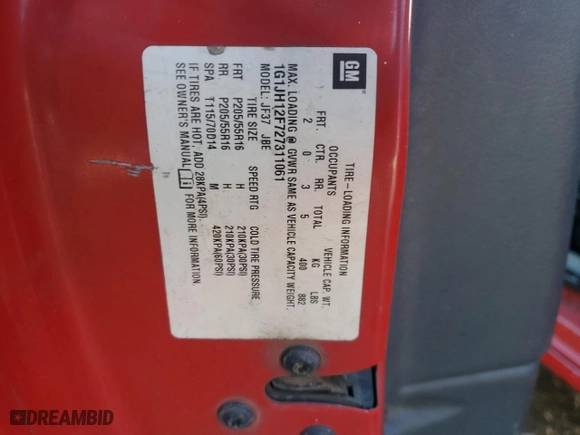 GM
TIRE-LOADING INFORMATION
OCCUPANTS VEHICLE CAP. WT.
FRT. CTR. RR. TOTAL KG LBS
2 0 3 5 400 882
MAX. LOADING @ GVWR SAME AS VEHICLE CAPACITY WEIGHT.
1G1JH12F727311061
MODEL: JF37 JBE
TIRE SIZE SPEED RTG COLD TIRE PRESSURE
FRT P205/55R16 H 210KPA(30PSI)
RR P205/55R16 H 210KPA(30PSI)
SPA T115/70D14 M 420KPA(60PSI)
IF TIRES ARE HOT, ADD 28KPA(4PSI).
SEE OWNER'S MANUAL FOR MORE INFORMATION.
DREAMBID